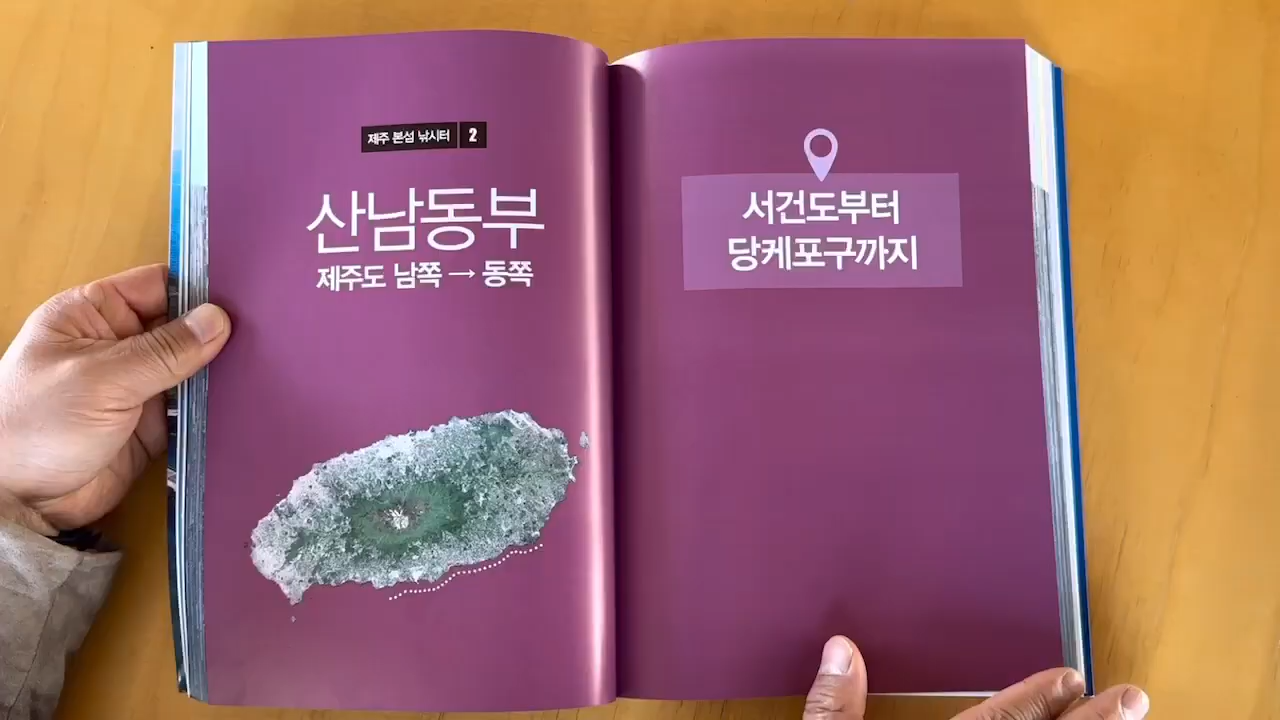 제주 본섬 낚시터 2
산남동부
제주도 남쪽 → 동쪽
서건도부터
당케포구까지